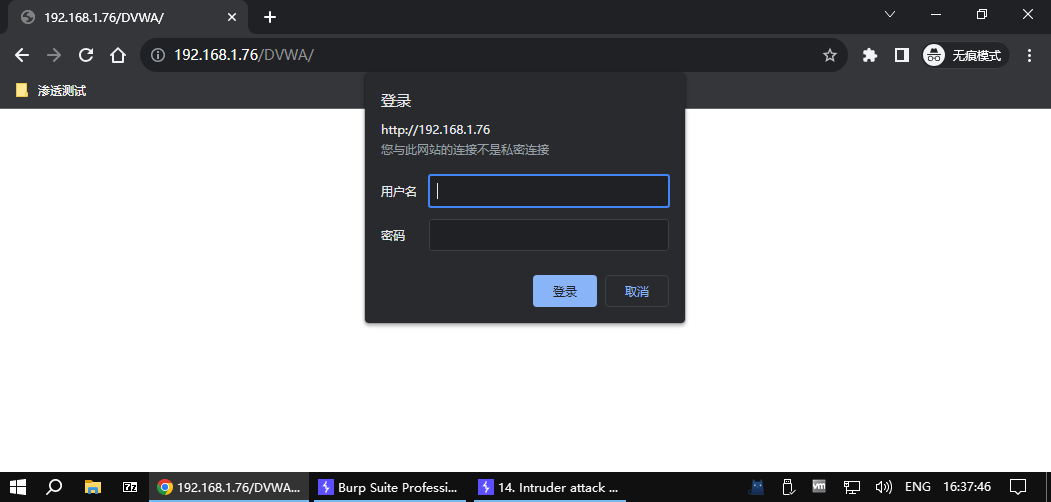 192.168.1.76/DVWA/
192.168.1.76/DVWA/
无痕模式
渗透测试
登录
http://192.168.1.76
您与此网站的连接不是私密连接
用户名
密码
登录
取消
192.168.1.76/DVWA...
Burp Suite Professi...
14. Intruder attack ...
ENG
16:37:46